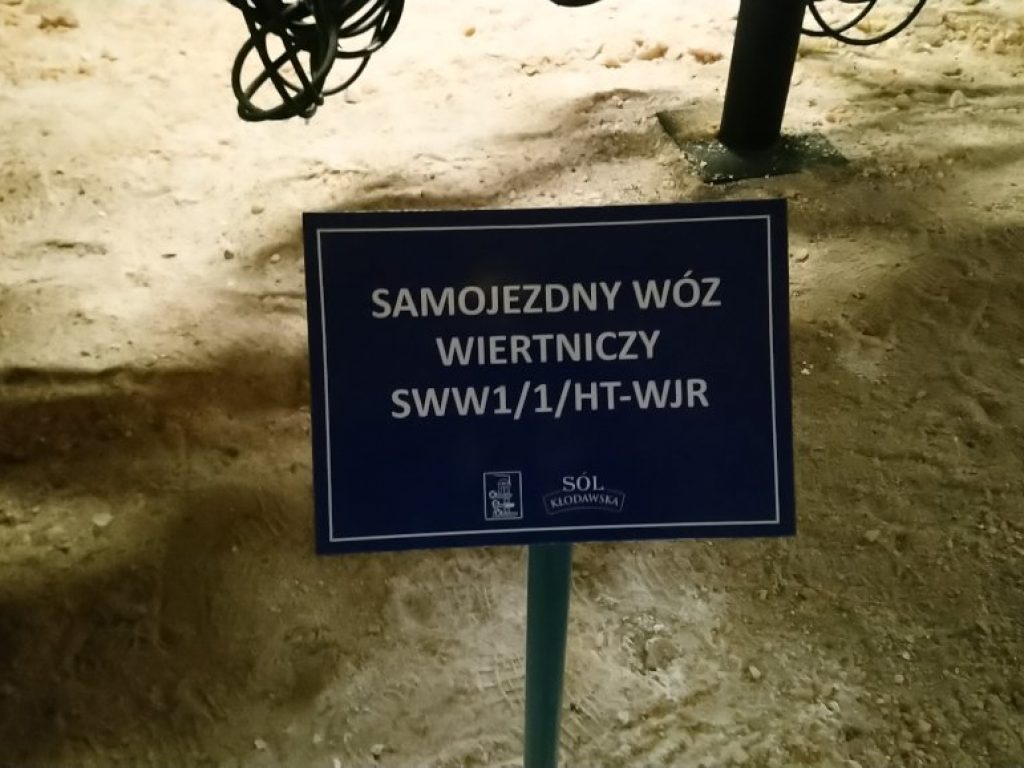 SAMOJEZDNY WÓZ
WIERTNICZY
SWW1/1/HT-WJR
SÓL
KŁODAWSKA